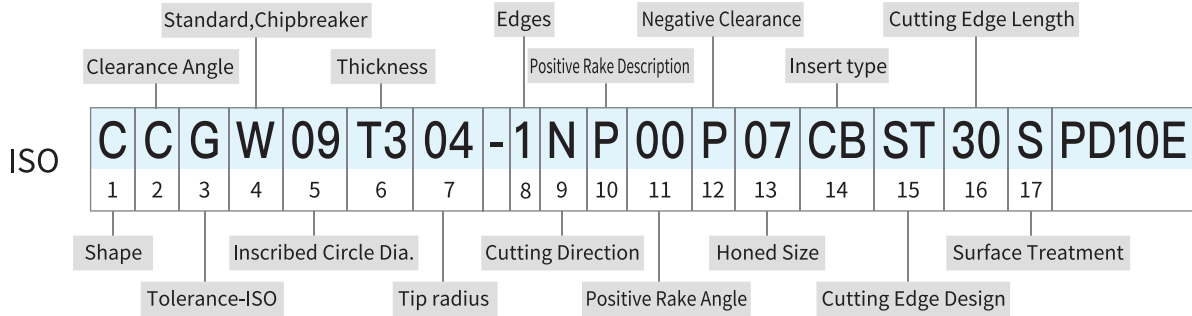 Standard,Chipbreaker Edges Negative Clearance Cutting Edge Length
Clearance Angle Thickness Positive Rake Description Insert type
ISO C C G W 09 T3 04 - 1 N P 00 P 07 CB ST 30 S PD10E
1 2 3 4 5 6 7 8 9 10 11 12 13 14 15 16 17
Shape Inscribed Circle Dia. Cutting Direction Honed Size Surface Treatment
Tolerance-ISO Tip radius Positive Rake Angle Cutting Edge Design